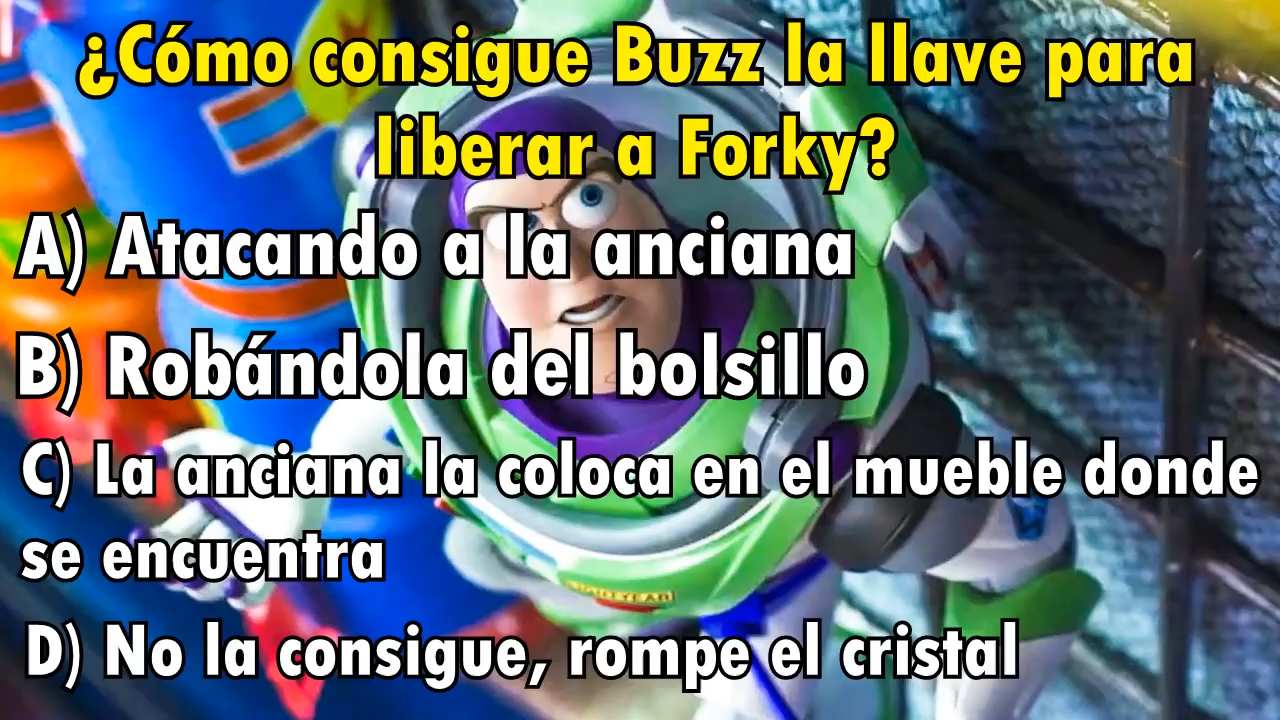 ¿Cómo consigue Buzz la llave para
liberar a Forky?
A) Atacando a la anciana
B) Robándola del bolsillo
C) La anciana la coloca en el mueble donde
se encuentra
D) No la consigue, rompe el cristal
LIGHTYEAR